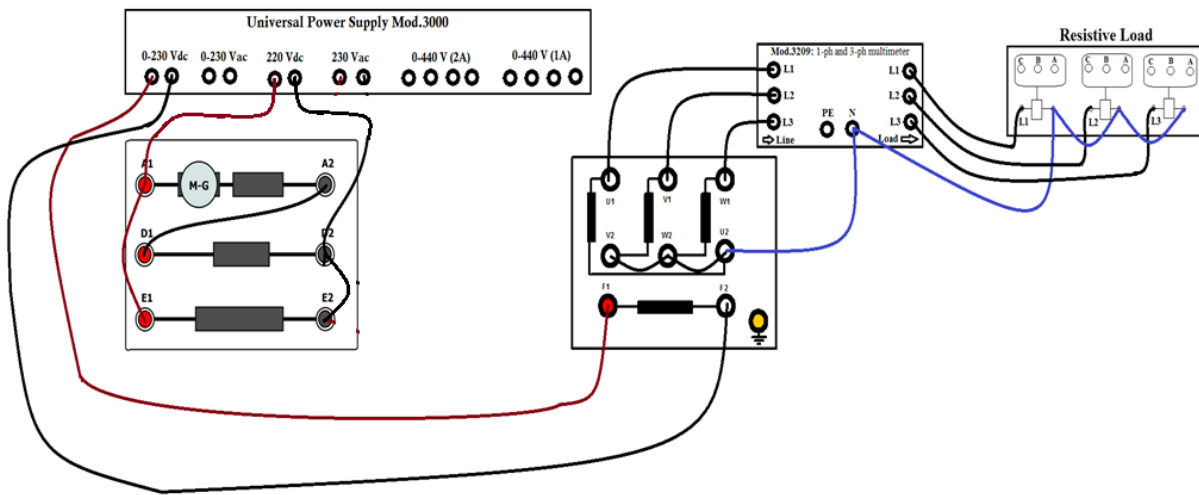 Universal Power Supply Mod.3000
0-230 Vdc 0-230 Vac 220 Vdc 230 Vac 0-440 V (2A) 0-440 V (1A)
Mod.3209: 1-ph and 3-ph multimeter
L1 L1
L2 L2
L3 L3
PE N
Line Load
Resistive Load
C B A C B A C B A
L1 L2 L3
A1 M-G A2
D1 D2
E1 E2
U1 V1 W1
V2 W2 U2
F1 F2